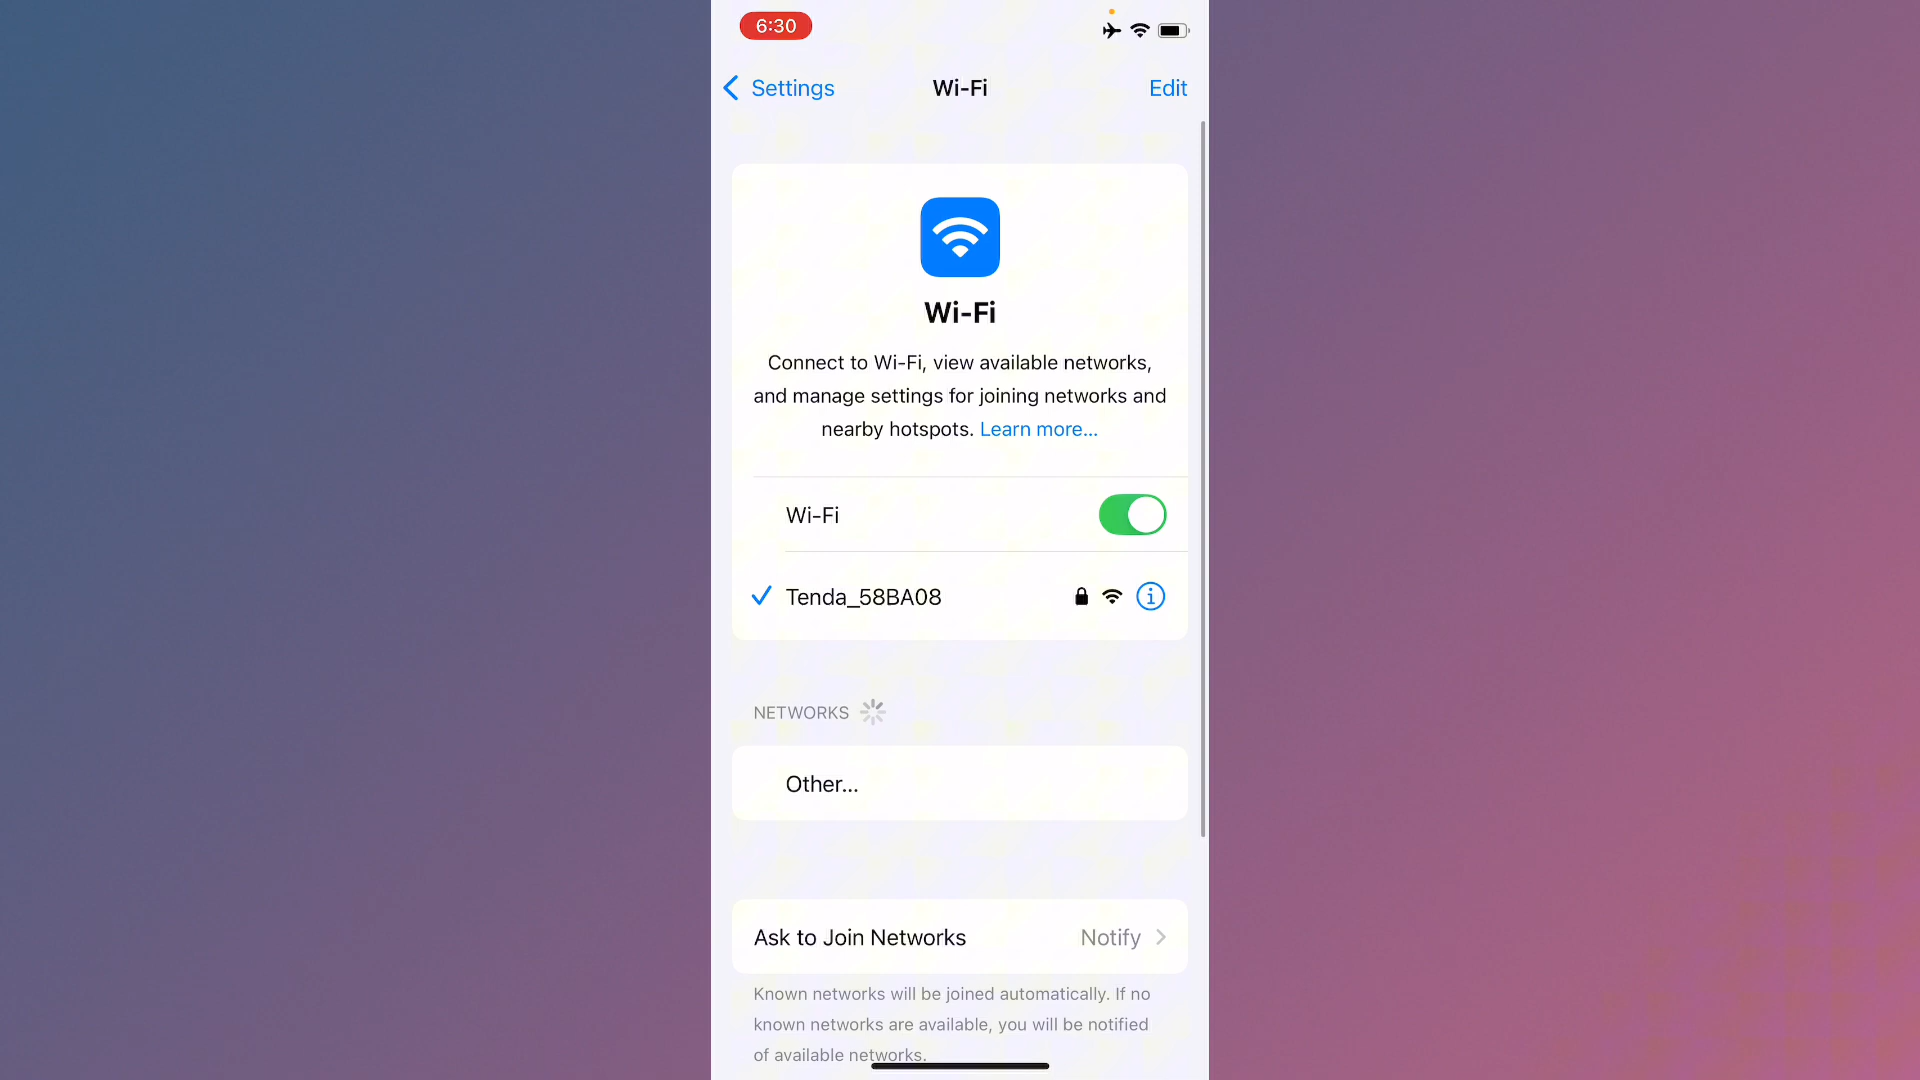 6:30
Settings
Wi-Fi
Edit
Wi-Fi
Connect to Wi-Fi, view available networks,
and manage settings for joining networks and
nearby hotspots. Learn more...
Wi-Fi
Tenda_58BA08
NETWORKS
Other...
Ask to Join Networks
Notify
Known networks will be joined automatically. If no
known networks are available, you will be notified
of available networks.